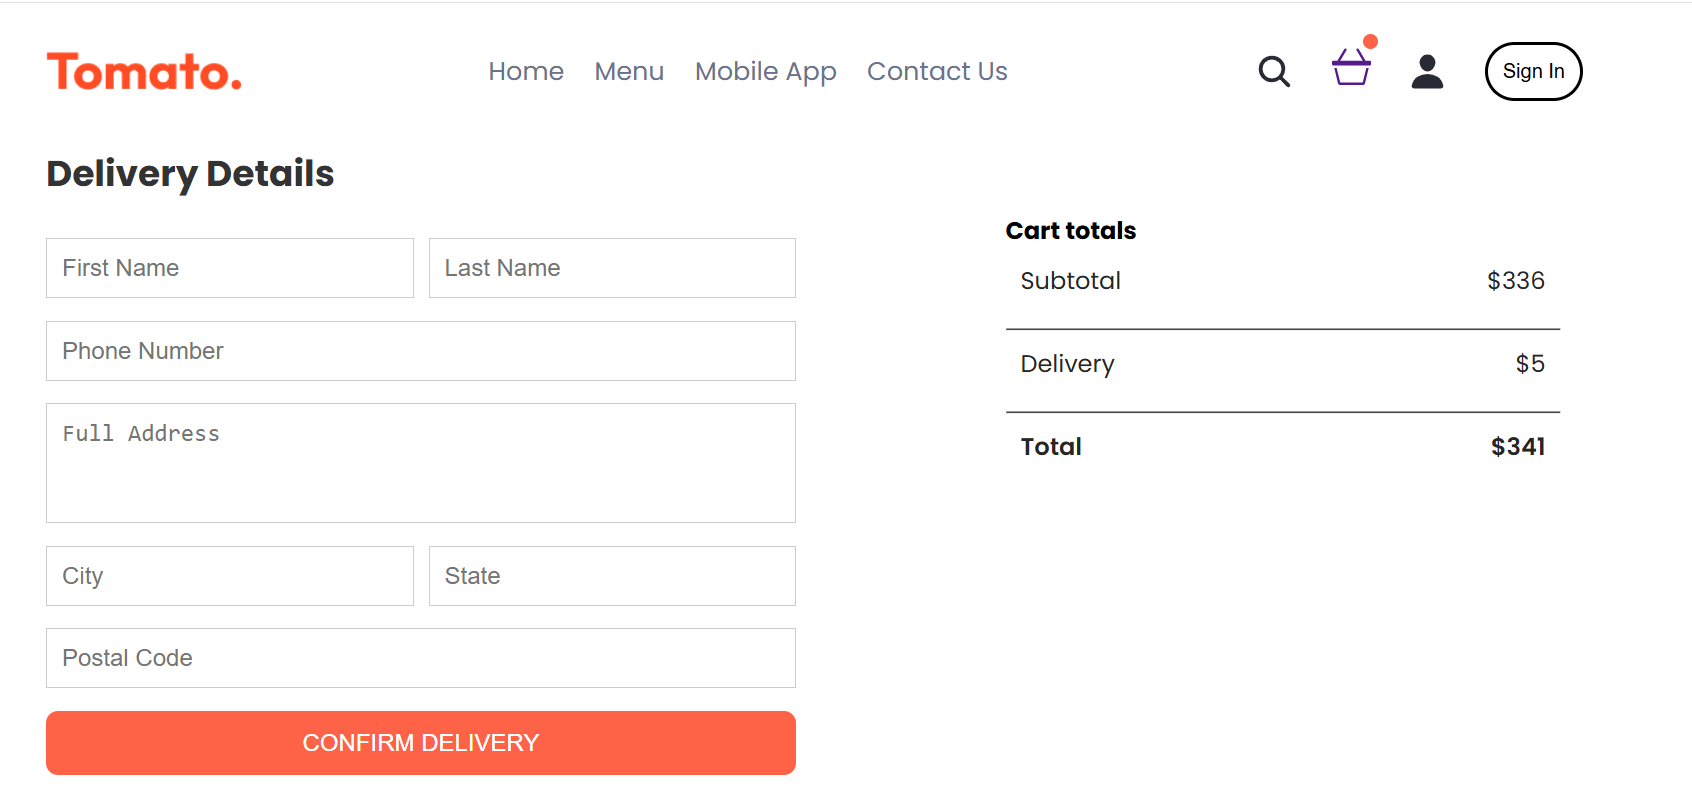 Tomato.
Home Menu Mobile App Contact Us
Sign In
Delivery Details
First Name Last Name
Phone Number
Full Address
City State
Postal Code
CONFIRM DELIVERY
Cart totals
Subtotal $336
Delivery $5
Total $341